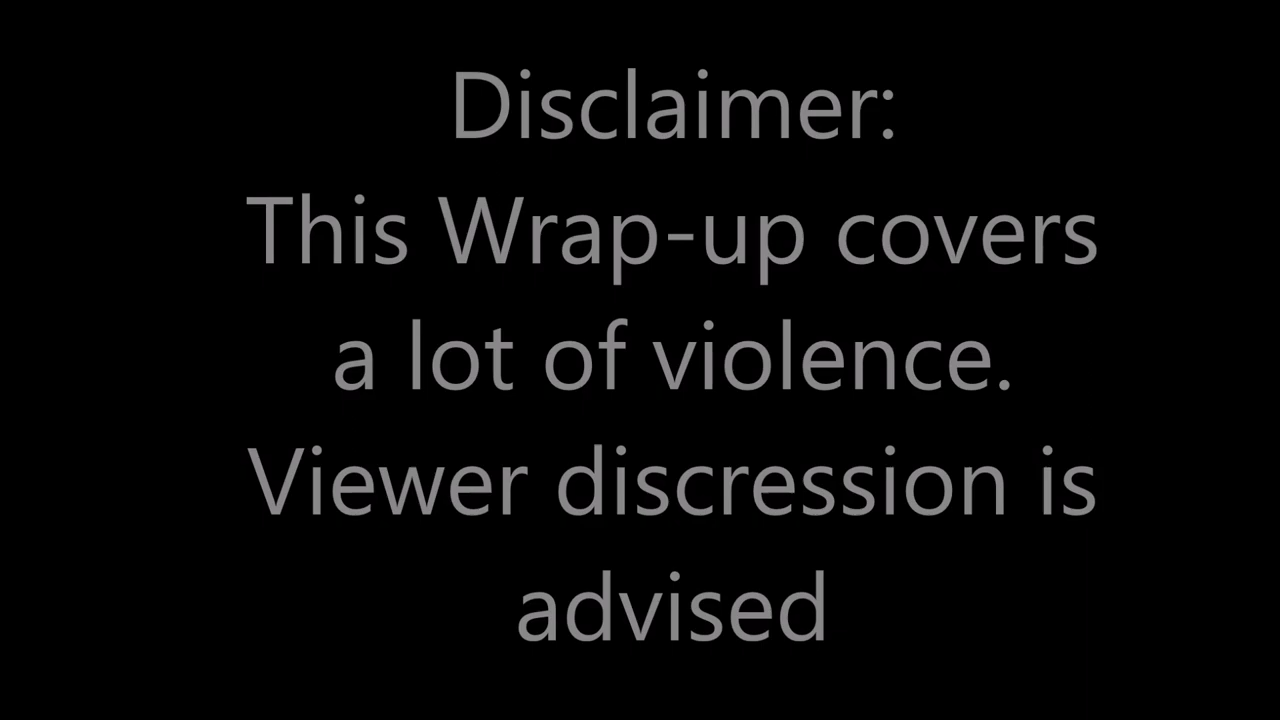 Disclaimer:
This Wrap-up covers
a lot of violence.
Viewer discression is
advised